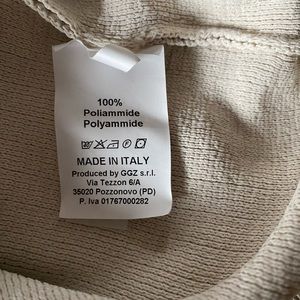 100%
Poliammide
Polyammide
MADE IN ITALY
Produced by GGZ s.r.l.
Via Tezzon 6/A
35020 Pozzonovo (PD)
P. Iva 01767000282